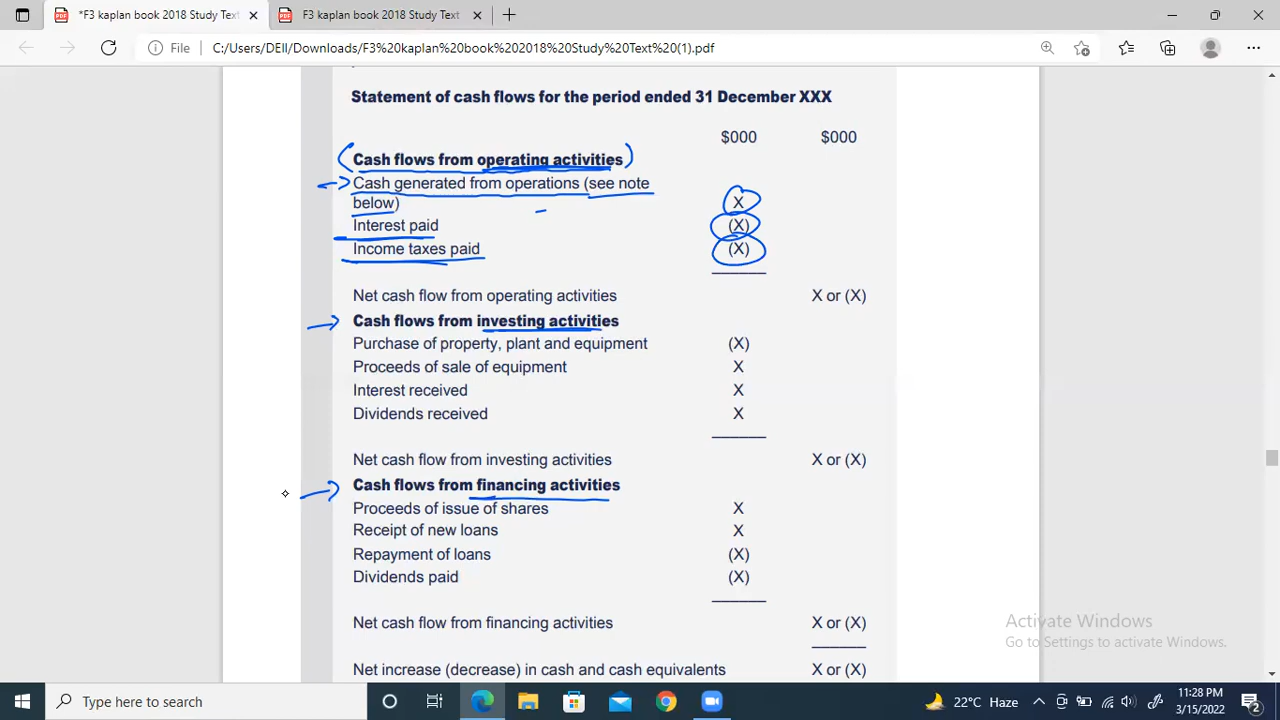 *F3 kaplan book 2018 Study Text
F3 kaplan book 2018 Study Text
File
C:/Users/DEll/Downloads/F3%20kaplan%20book%202018%20Study%20Text%20(1).pdf
Statement of cash flows for the period ended 31 December XXX
$000 $000
Cash flows from operating activities
Cash generated from operations (see note
below) X
Interest paid (X)
Income taxes paid (X)
Net cash flow from operating activities X or (X)
Cash flows from investing activities
Purchase of property, plant and equipment (X)
Proceeds of sale of equipment X
Interest received X
Dividends received X
Net cash flow from investing activities X or (X)
Cash flows from financing activities
Proceeds of issue of shares X
Receipt of new loans X
Repayment of loans (X)
Dividends paid (X)
Net cash flow from financing activities X or (X)
Net increase (decrease) in cash and cash equivalents X or (X)
Activate Windows
Go to Settings to activate Windows.
Type here to search
22°C Haze
11:28 PM
3/15/2022
2